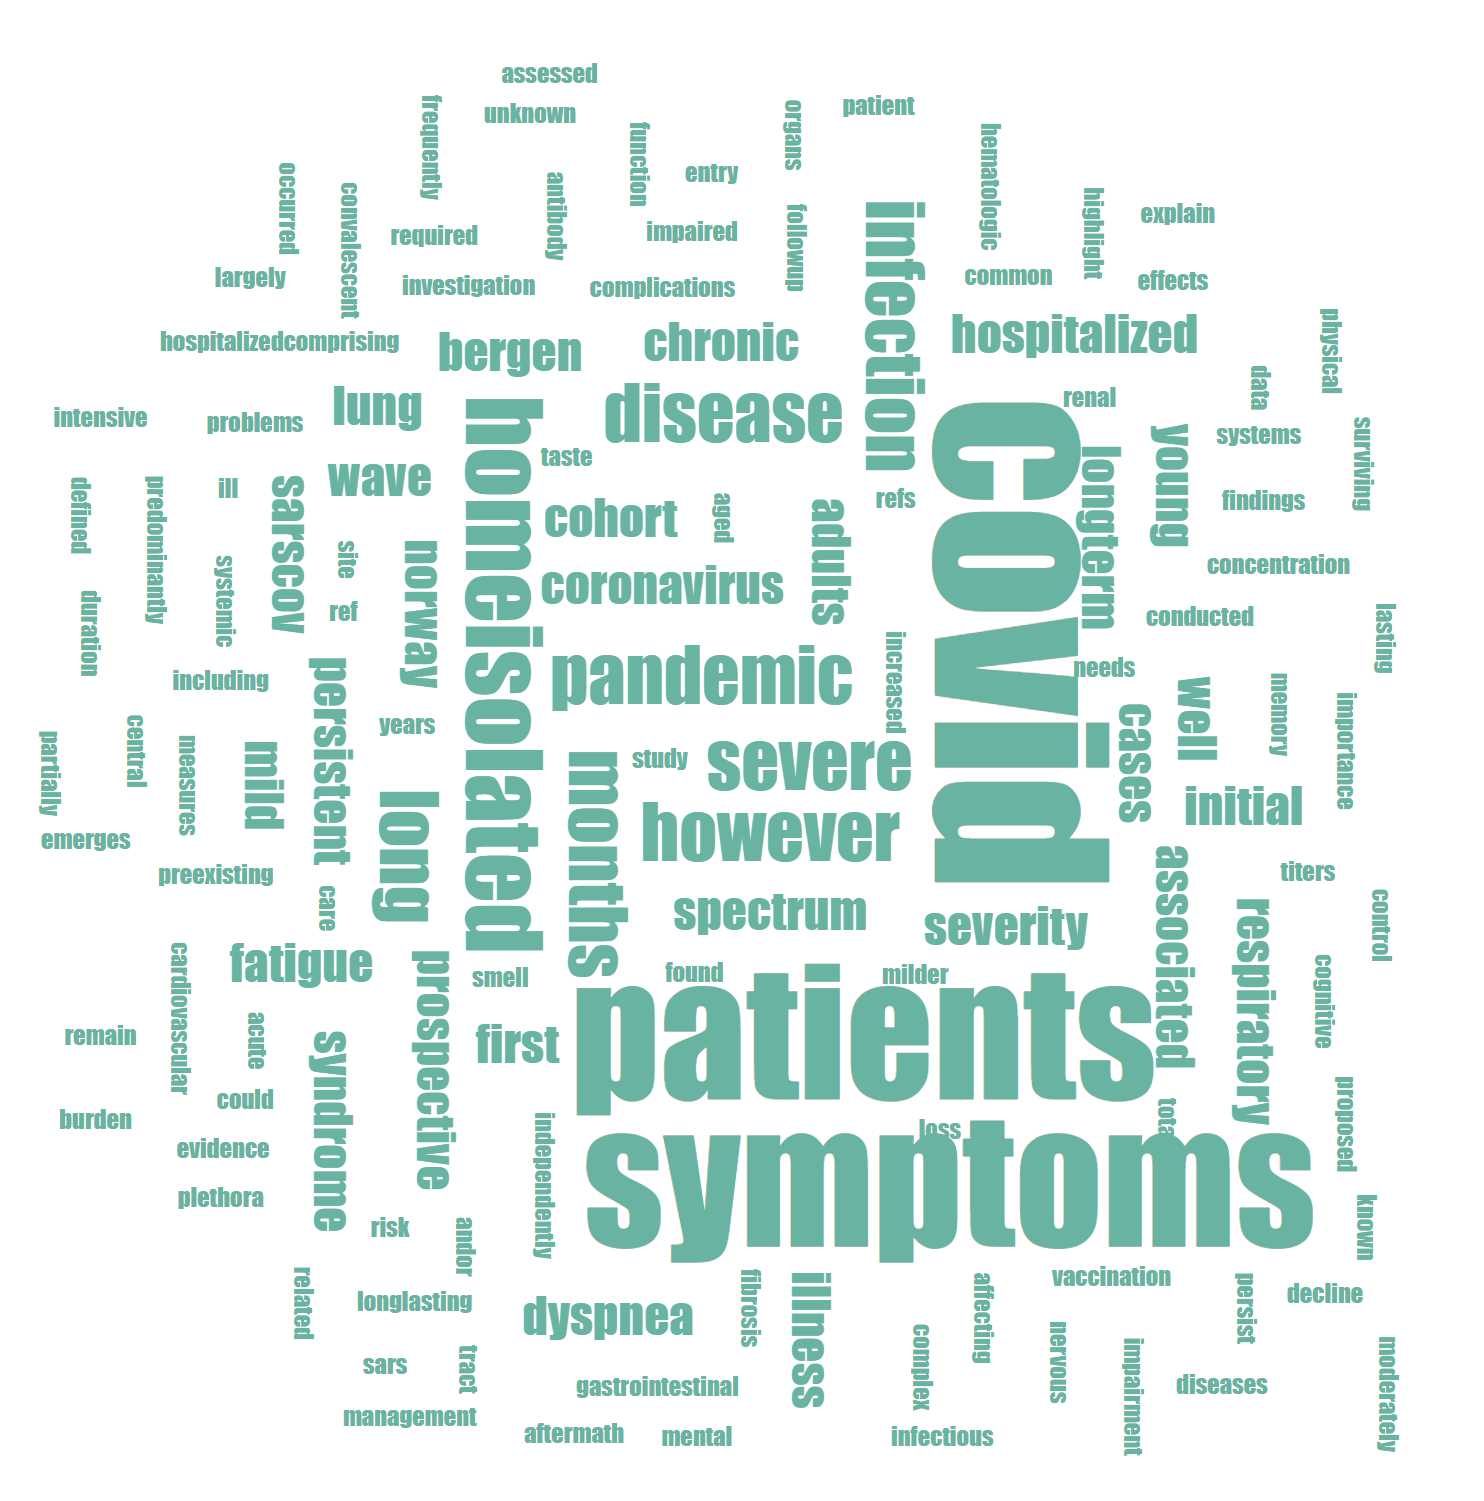 assessed
frequently
unknown
organs
patient
function
hematologic
entry
occurred
convalescent
antibody
highlight
followup
infection
explain
required
impaired
largely
investigation
complications
common
effects
hospitalizedcomprising
bergen
chronic
hospitalized
physical
lung
disease
renal
data
intensive
problems
homeisolated
covid
longterm
young
systems
surviving
taste
wave
defined
predominantly
ill
sarscov
cohort
aged
adults
refs
findings
norway
site
systemic
coronavirus
concentration
duration
ref
conducted
lasting
persistent
including
pandemic
increased
needs
well
memory
importance
central
years
cases
partially
measures
mild
months
study
severe
initial
long
however
emerges
preexisting
care
spectrum
severity
associated
titers
respiratory
control
cardiovascular
fatigue
prospective
smell
found
milder
cognitive
remain
acute
syndrome
first
patients
could
total
proposed
burden
evidence
independently
loss
symptoms
plethora
known
risk
andor
related
longlasting
dyspnea
fibrosis
illness
affecting
vaccination
persist
decline
sars
tract
complex
nervous
impairment
moderately
gastrointestinal
diseases
management
aftermath
mental
infectious